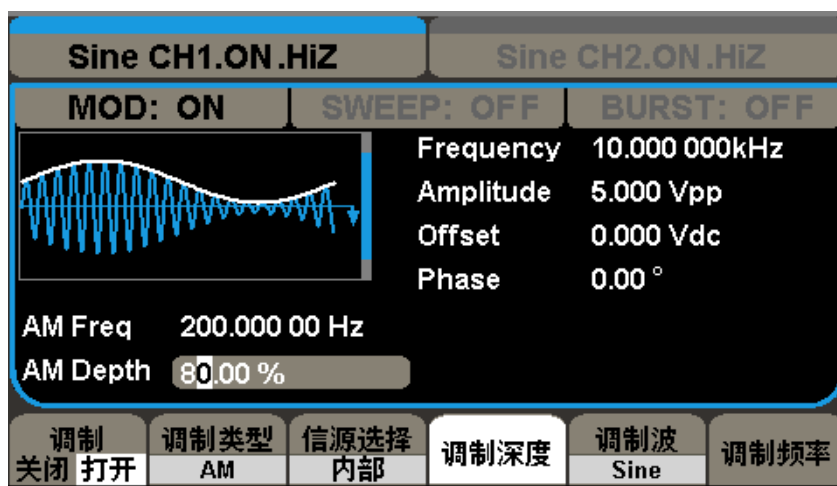 Sine CH1.ON.HiZ
Sine CH2.ON.HiZ
MOD: ON
SWEEP: OFF
BURST: OFF
Frequency 10.000 000kHz
Amplitude 5.000 Vpp
Offset 0.000 Vdc
Phase 0.00 °
AM Freq 200.000 00 Hz
AM Depth 80.00 %
调制
关闭 打开
调制类型
AM
信源选择
内部
调制深度
调制波
Sine
调制频率